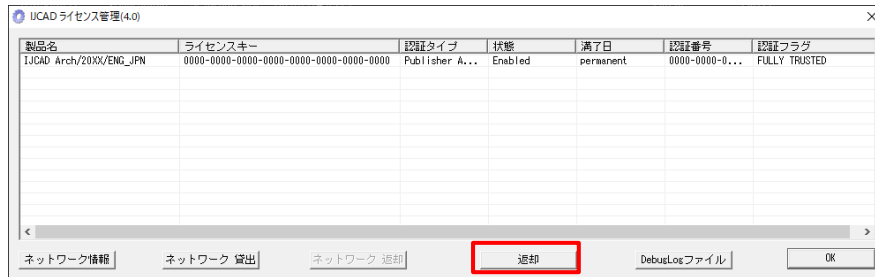 IJCAD ライセンス管理(4.0)
製品名 ライセンスキー 認証タイプ 状態 満了日 認証番号 認証フラグ
IJCAD Arch/20XX/ENG_JPN 0000-0000-0000-0000-0000-0000-0000 Publisher A... Enabled permanent 0000-0000-0... FULLY TRUSTED
ネットワーク情報 ネットワーク 貸出 ネットワーク 返却 返却 DebugLogファイル OK